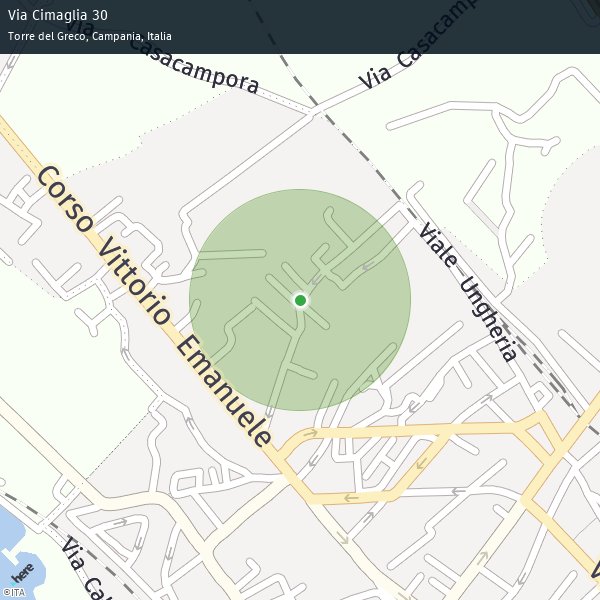 Via Cimaglia 30
Torre del Greco, Campania, Italia
Via Casacampora
Via Casacampora
Corso Vittorio Emanuele
Viale Ungheria
Via Ca
here
©ITA